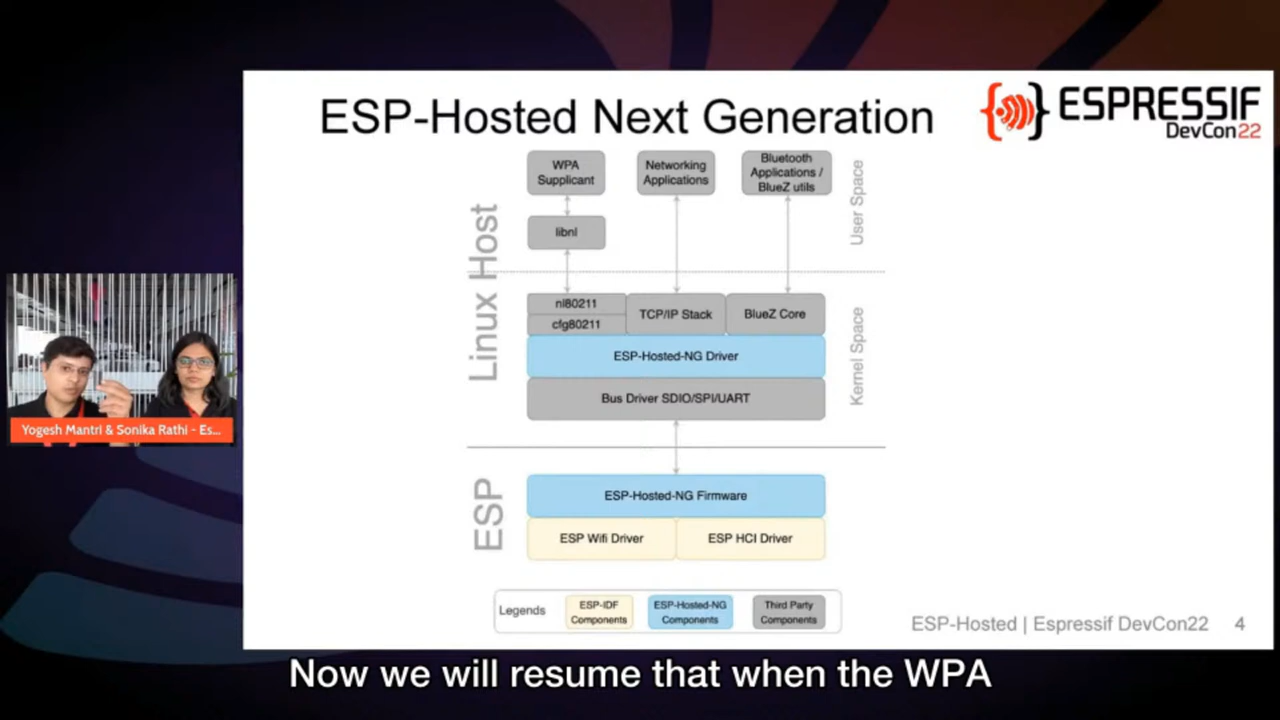 ESP-Hosted Next Generation
{ } ESPRESSIF
DevCon22
WPA
Supplicant
Networking
Applications
Bluetooth
Applications /
BlueZ utils
User Space
libnl
Linux Host
nl80211
cfg80211
TCP/IP Stack
BlueZ Core
ESP-Hosted-NG Driver
Kernel Space
Bus Driver SDIO/SPI/UART
Yogesh Mantri & Sonika Rathi - Es...
ESP
ESP-Hosted-NG Firmware
ESP Wifi Driver
ESP HCI Driver
Legends
ESP-IDF
Components
ESP-Hosted-NG
Components
Third Party
Components
ESP-Hosted | Espressif DevCon22 4
Now we will resume that when the WPA